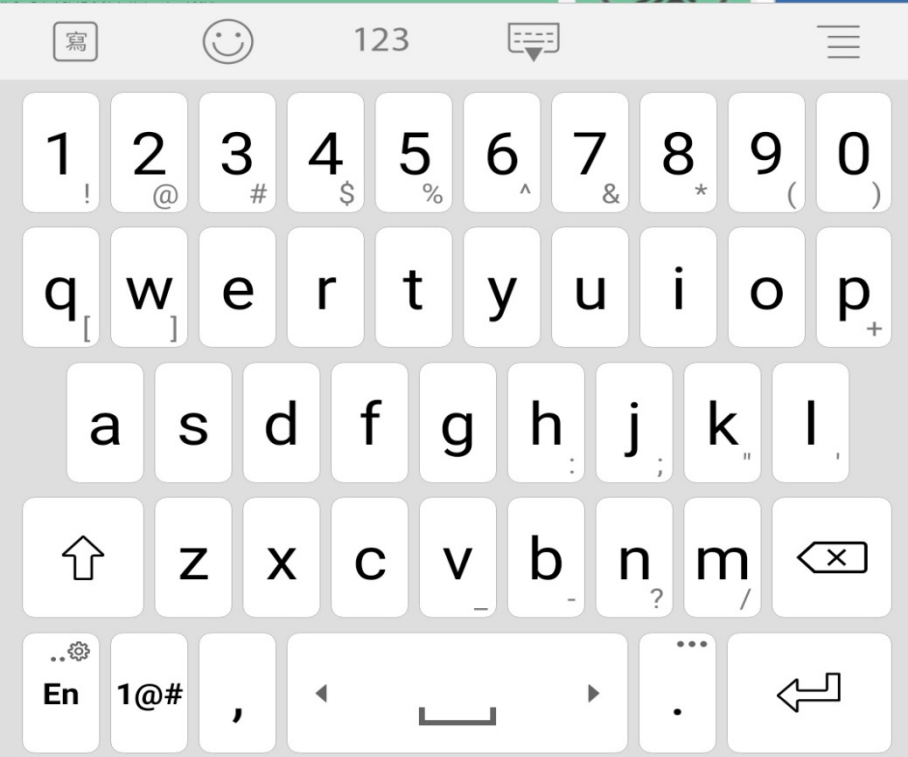 寫 123
1 ! 2 @ 3 # 4 $ 5 % 6 ^ 7 & 8 * 9 ( 0 )
q [ w ] e r t y u i o p +
a s d f g h : j ; k " l '
z x c v _ b - n ? m /
En 1@# , .